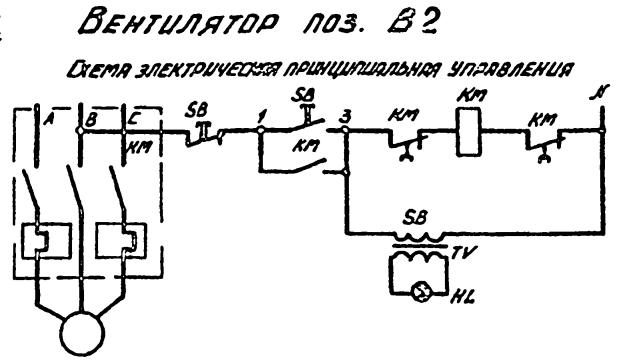 Вентилятор поз. В2
Схема электрическая принципиальная управления
A B C KM
SB 1 SB 3 KM KM KM N
KM
SB
TV
HL